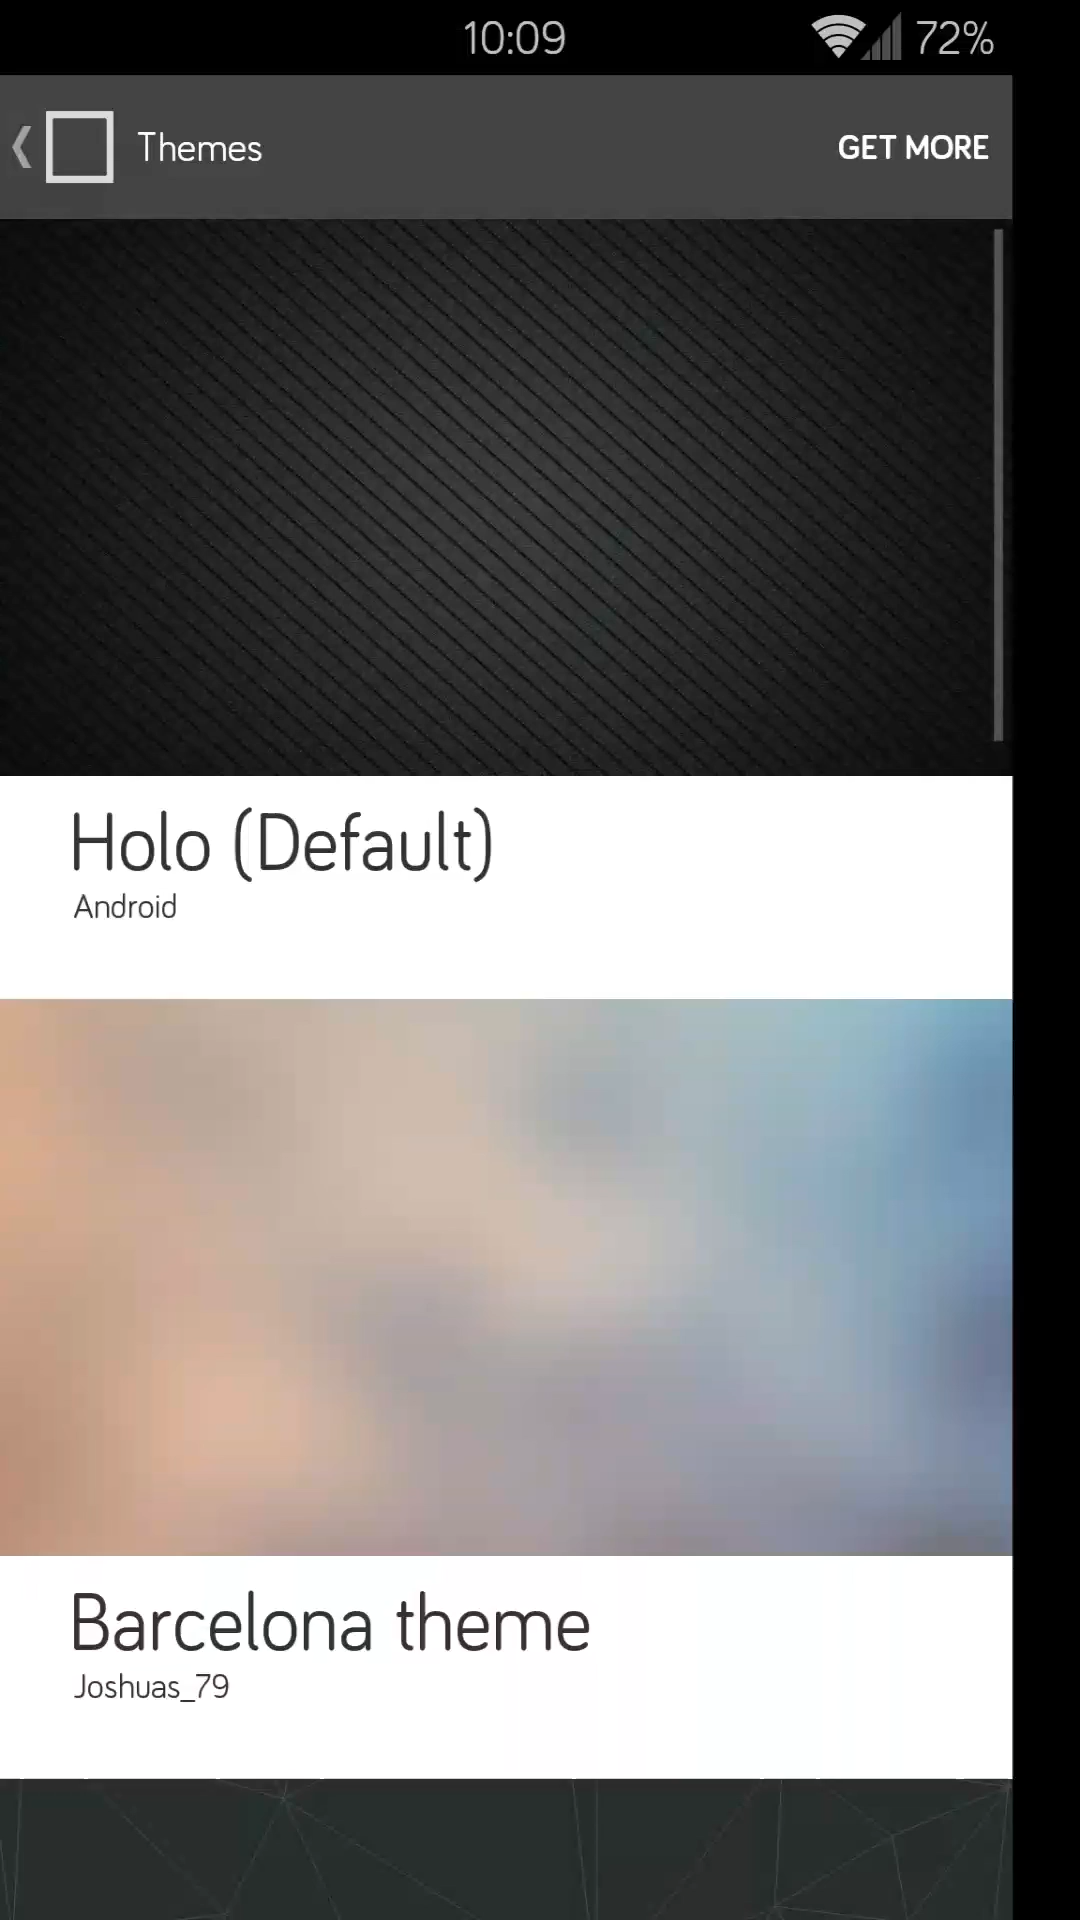 10:09 72%
Themes GET MORE
Holo (Default)
Android
Barcelona theme
Joshuas_79